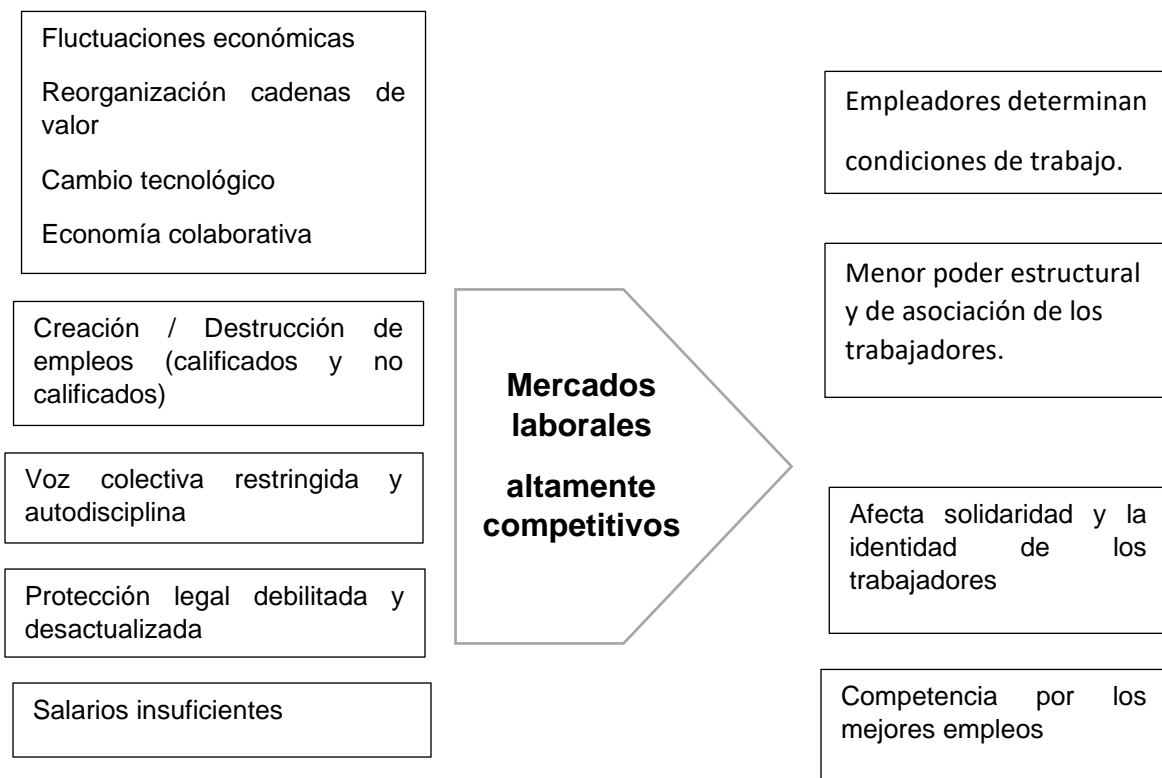 Fluctuaciones económicas
Reorganización cadenas de
valor
Cambio tecnológico
Economía colaborativa
Creación / Destrucción de
empleos (calificados y no
calificados)
Voz colectiva restringida y
autodisciplina
Protección legal debilitada y
desactualizada
Salarios insuficientes
Mercados
laborales
altamente
competitivos
Empleadores determinan
condiciones de trabajo.
Menor poder estructural
y de asociación de los
trabajadores.
Afecta solidaridad y la
identidad de los
trabajadores
Competencia por los
mejores empleos